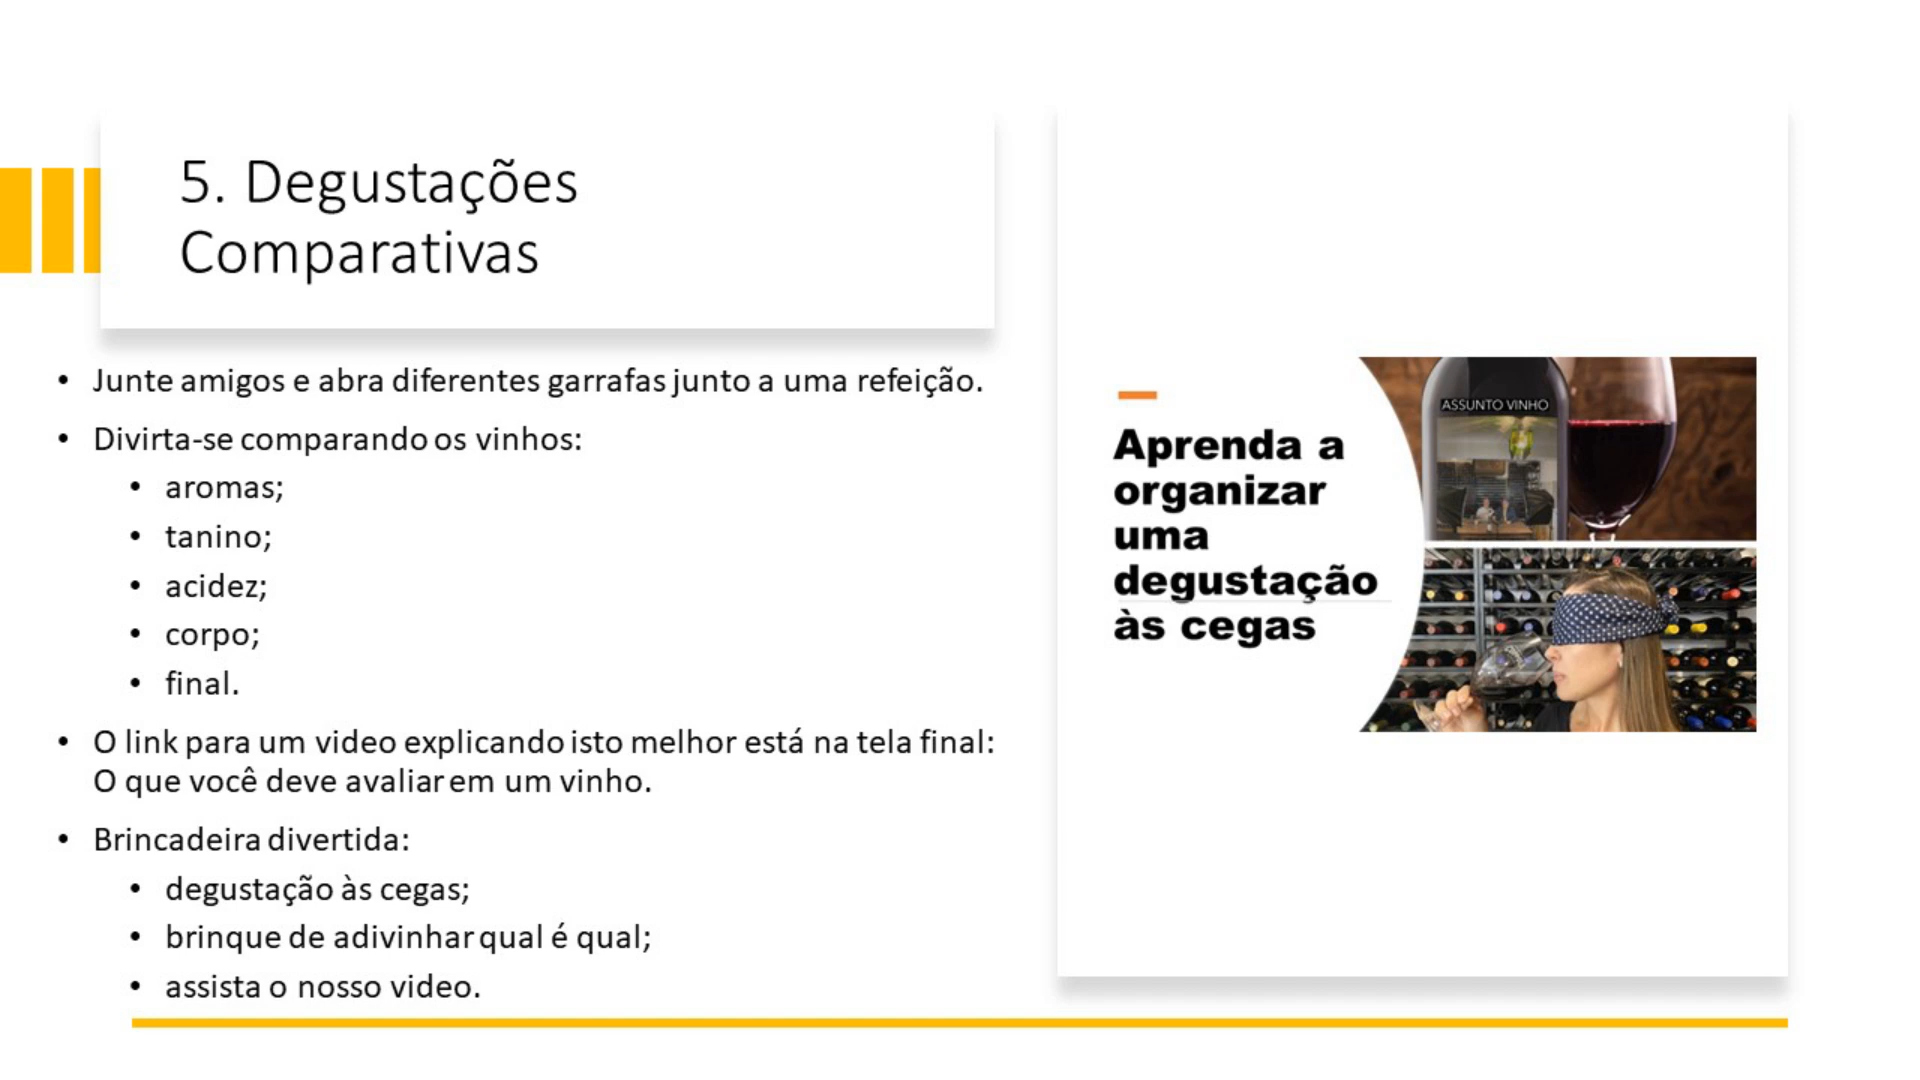 5. Degustações
Comparativas
• Junte amigos e abra diferentes garrafas junto a uma refeição.
• Divirta-se comparando os vinhos:
• aromas;
• tanino;
• acidez;
• corpo;
• final.
• O link para um video explicando isto melhor está na tela final:
O que você deve avaliar em um vinho.
• Brincadeira divertida:
• degustação às cegas;
• brinque de adivinhar qual é qual;
• assista o nosso video.
Aprenda a
organizar
uma
degustação
às cegas
ASSUNTO VINHO